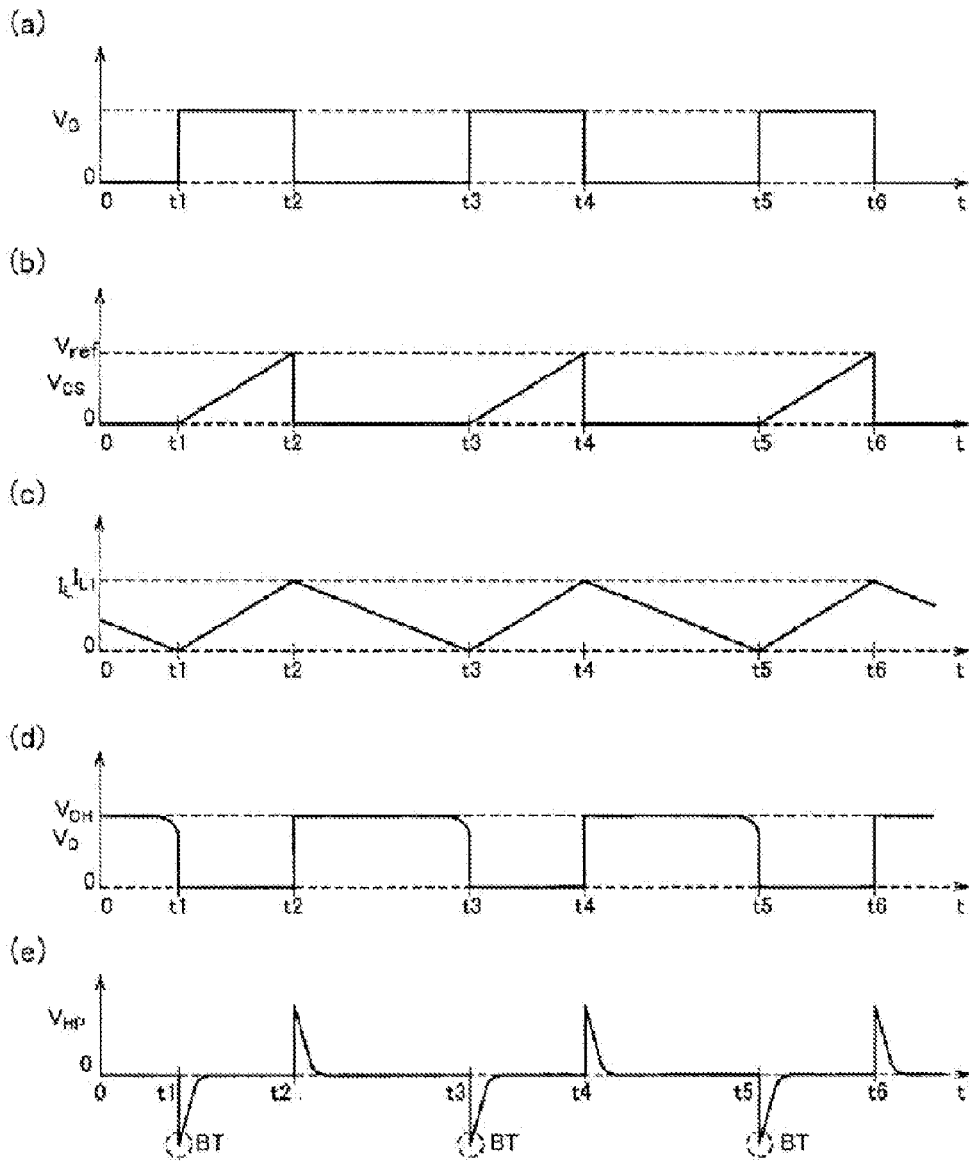 (a)
V_G
0
0 t1 t2 t3 t4 t5 t6 t
(b)
Vref
V_CS
0
0 t1 t2 t3 t4 t5 t6 t
(c)
I_L I_L1
0
0 t1 t2 t3 t4 t5 t6 t
(d)
V_DH
V_D
0
0 t1 t2 t3 t4 t5 t6 t
(e)
V_HP
0
0 t1 t2 t3 t4 t5 t6 t
BT BT BT